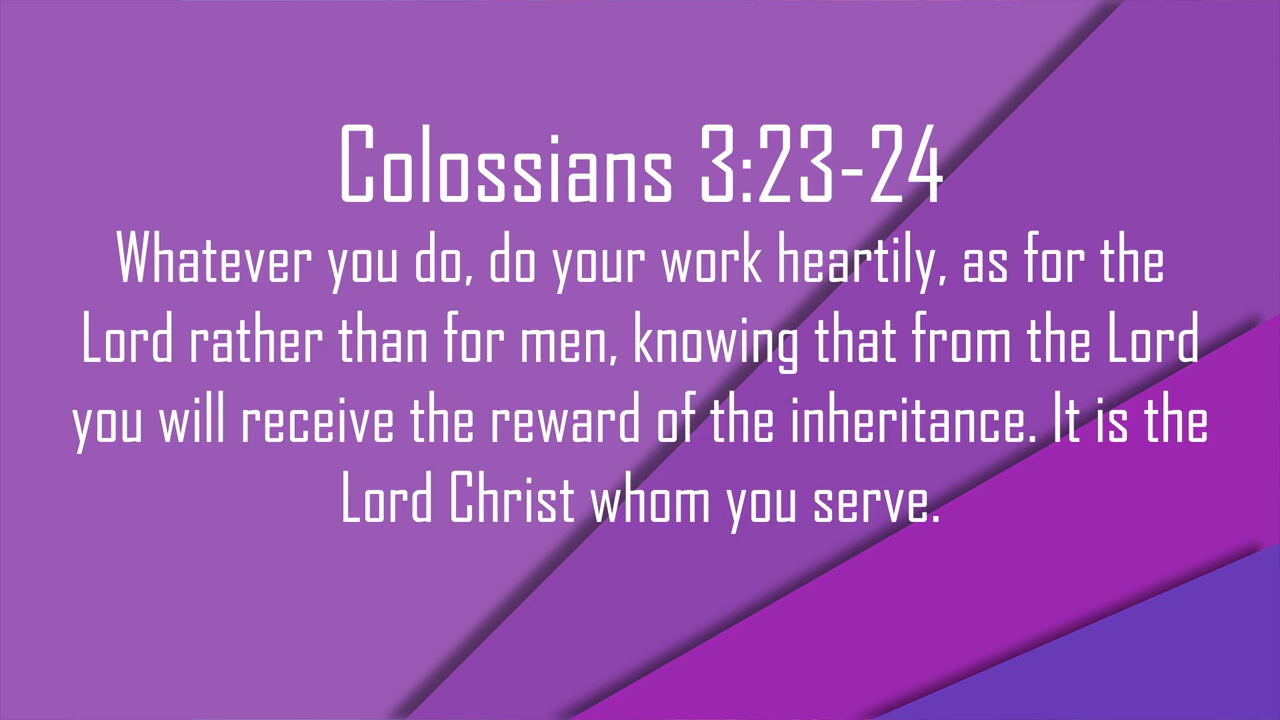 Colossians 3:23-24
Whatever you do, do your work heartily, as for the
Lord rather than for men, knowing that from the Lord
you will receive the reward of the inheritance. It is the
Lord Christ whom you serve.